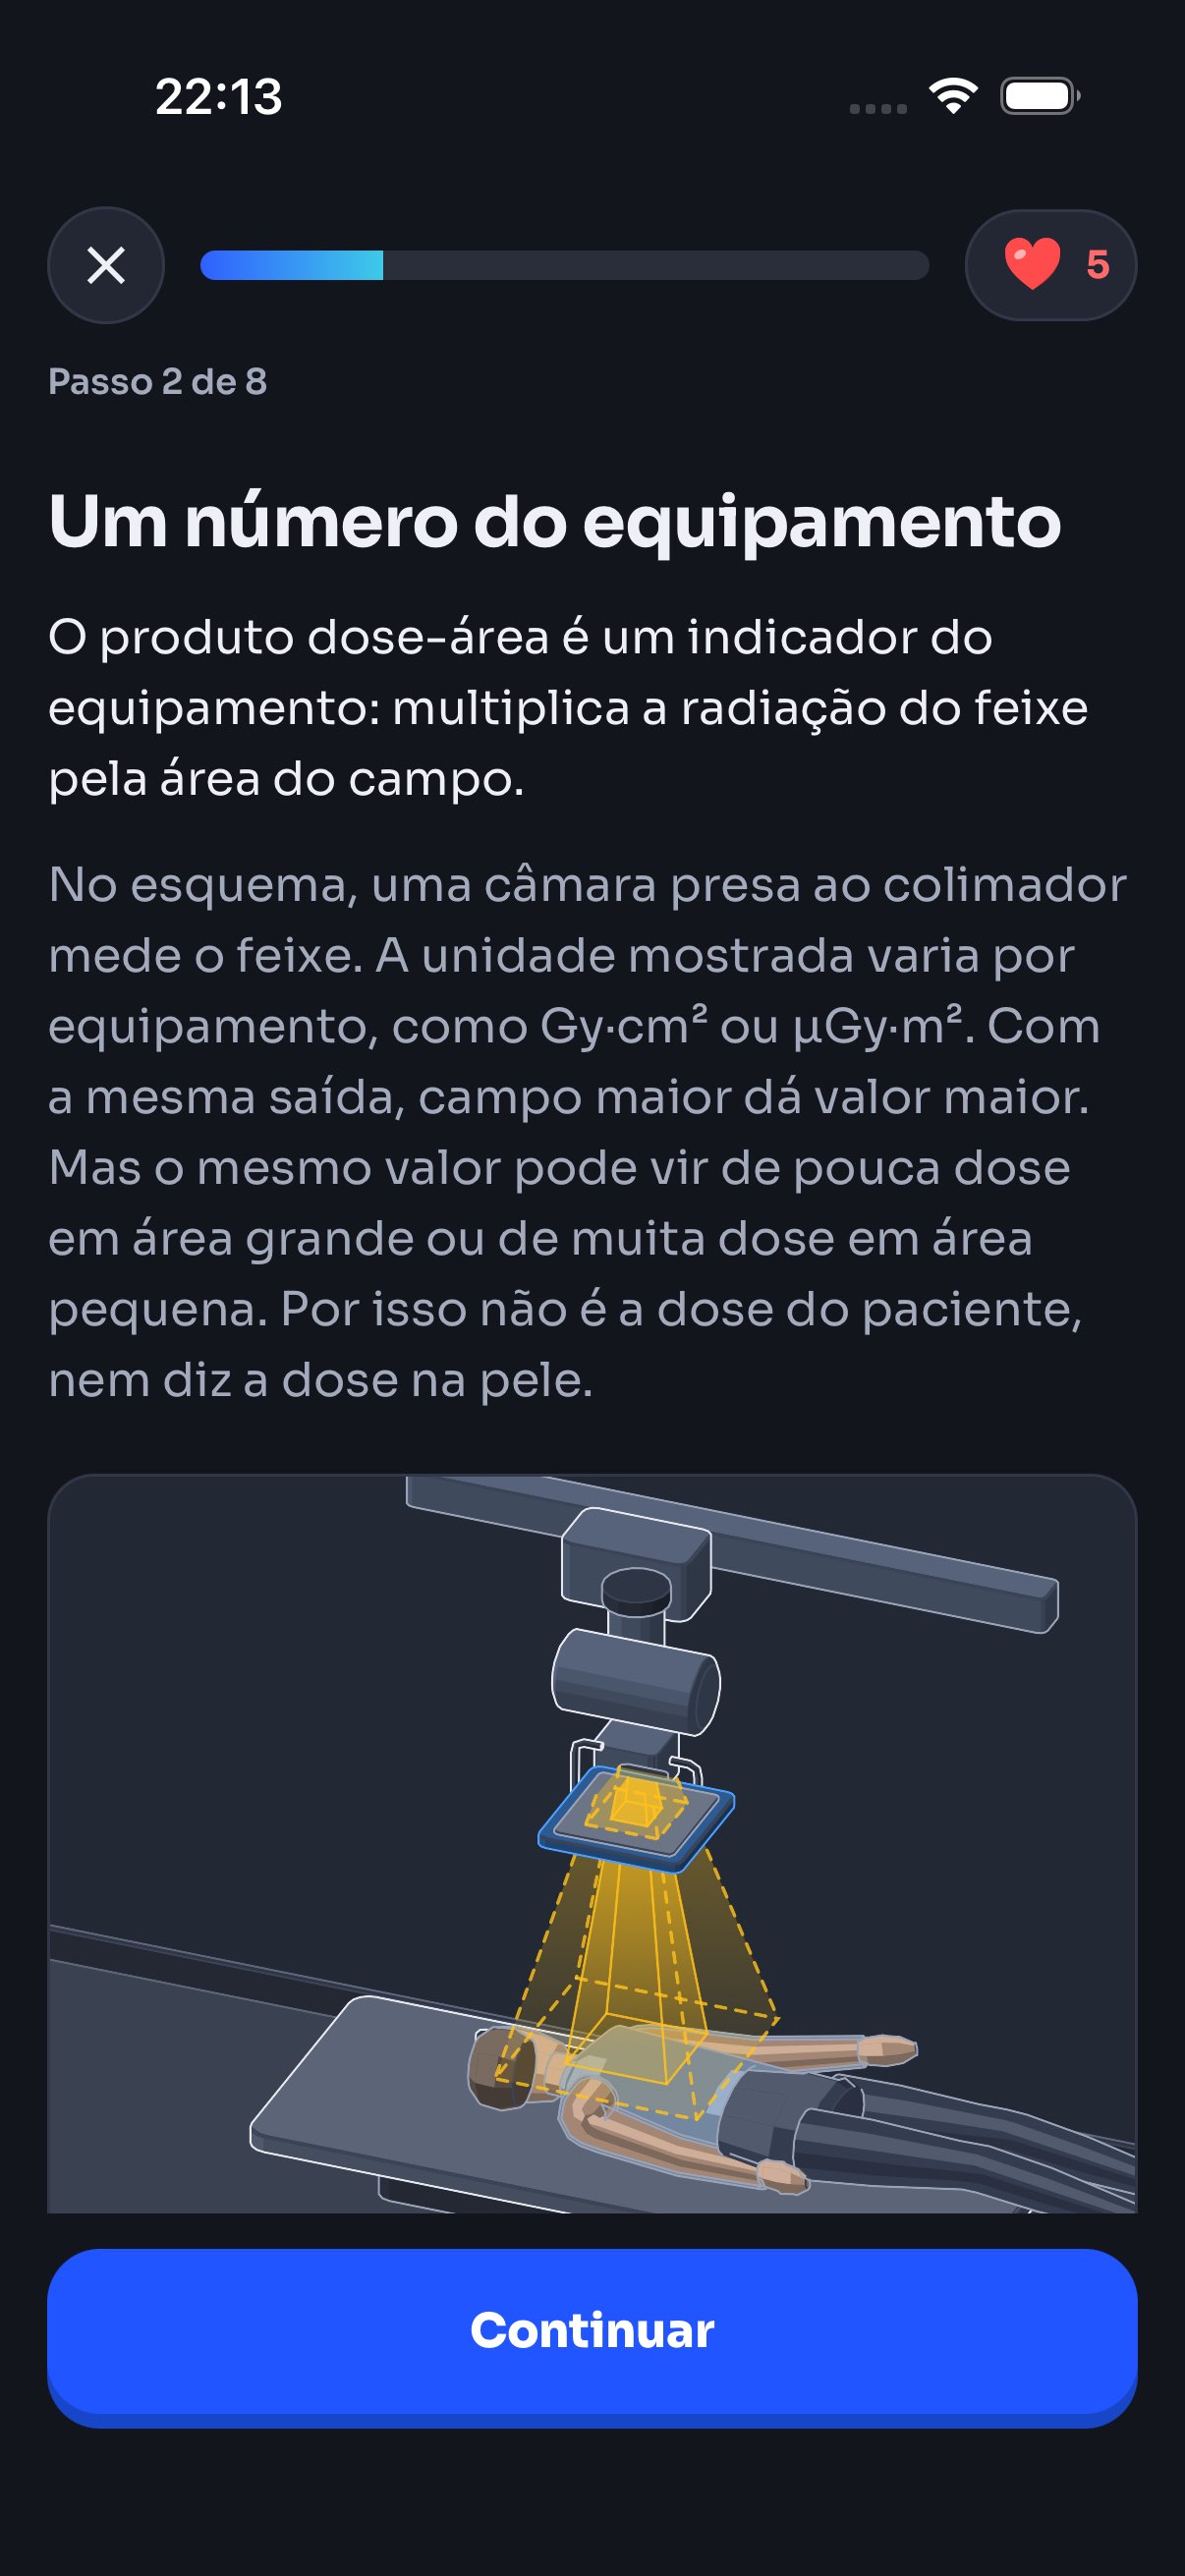 22:13
5
Passo 2 de 8
Um número do equipamento
O produto dose-área é um indicador do
equipamento: multiplica a radiação do feixe
pela área do campo.
No esquema, uma câmara presa ao colimador
mede o feixe. A unidade mostrada varia por
equipamento, como Gy·cm² ou µGy·m². Com
a mesma saída, campo maior dá valor maior.
Mas o mesmo valor pode vir de pouca dose
em área grande ou de muita dose em área
pequena. Por isso não é a dose do paciente,
nem diz a dose na pele.
Continuar